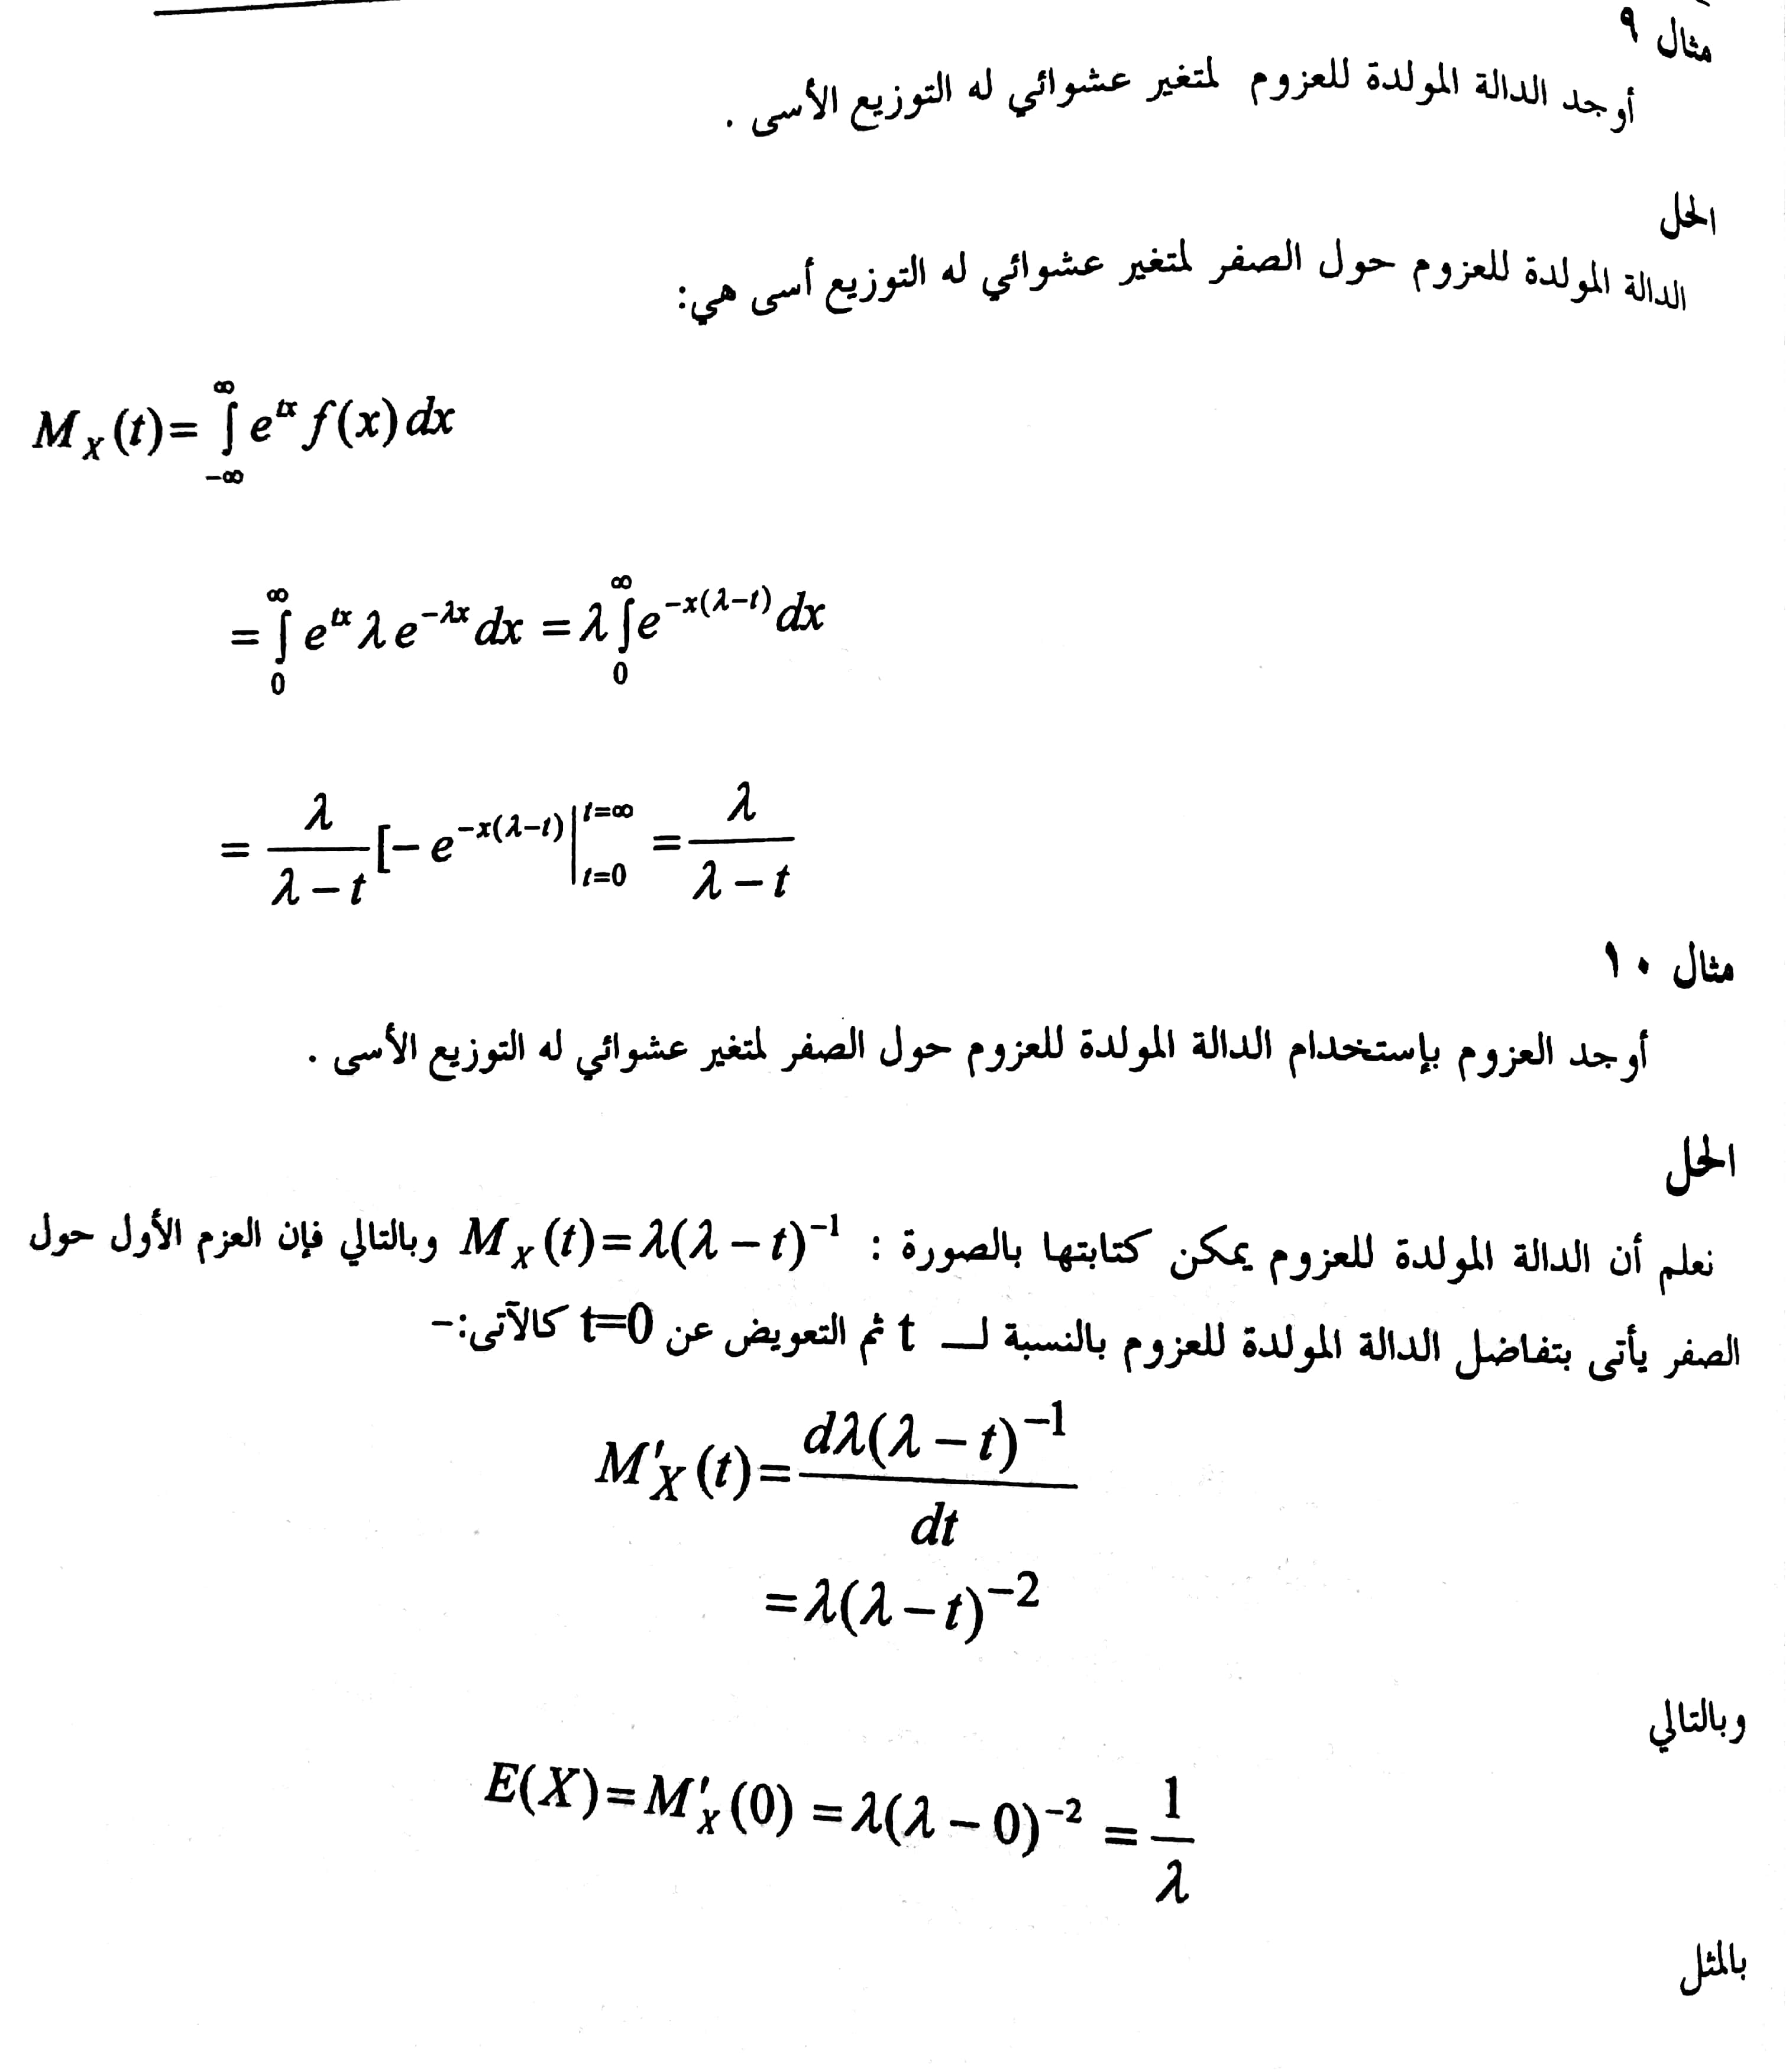 مثال ٩
أوجد الدالة المولدة للعزوم لمتغير عشوائي له التوزيع الأسى .
الحل
الدالة المولدة للعزوم حول الصفر لمتغير عشوائي له التوزيع أسى هي:
M_X(t) = ∫_{-∞}^{∞} e^{tx} f(x) dx
= ∫_0^∞ e^{tx} λ e^{-λx} dx = λ ∫_0^∞ e^{-x(λ-t)} dx
= λ/(λ - t) [- e^{-x(λ-t)} |_{t=0}^{t=∞} = λ/(λ - t)
مثال ١٠
أوجد العزوم بإستخدام الدالة المولدة للعزوم حول الصفر لمتغير عشوائي له التوزيع الأسى .
الحل
نعلم أن الدالة المولدة للعزوم يمكن كتابتها بالصورة : M_X(t) = λ(λ - t)^{-1} وبالتالي فإن العزم الأول حول
الصفر يأتى بتفاضل الدالة المولدة للعزوم بالنسبة لـ t ثم التعويض عن t=0 كالآتى:-
M'_X(t) = dλ(λ - t)^{-1}/dt
= λ(λ - t)^{-2}
وبالتالي
E(X) = M'_X(0) = λ(λ - 0)^{-2} = 1/λ
بالمثل